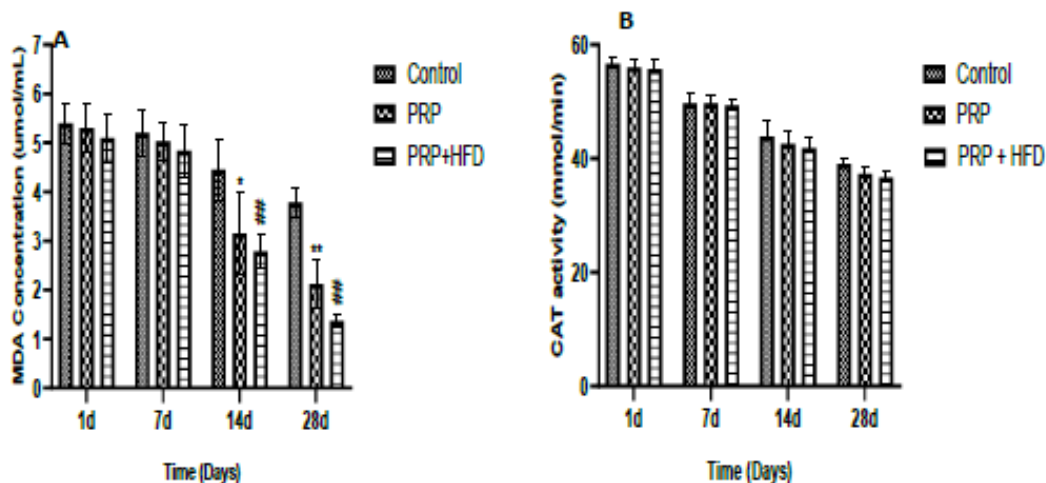 A
MDA Concentration (umol/mL)
7
6
5
4
3
2
1
0
*
##
**
##
1d
7d
14d
28d
Time (Days)
Control
PRP
PRP+HFD
B
CAT activity (mmol/min)
60
40
20
0
1d
7d
14d
28d
Time (Days)
Control
PRP
PRP + HFD